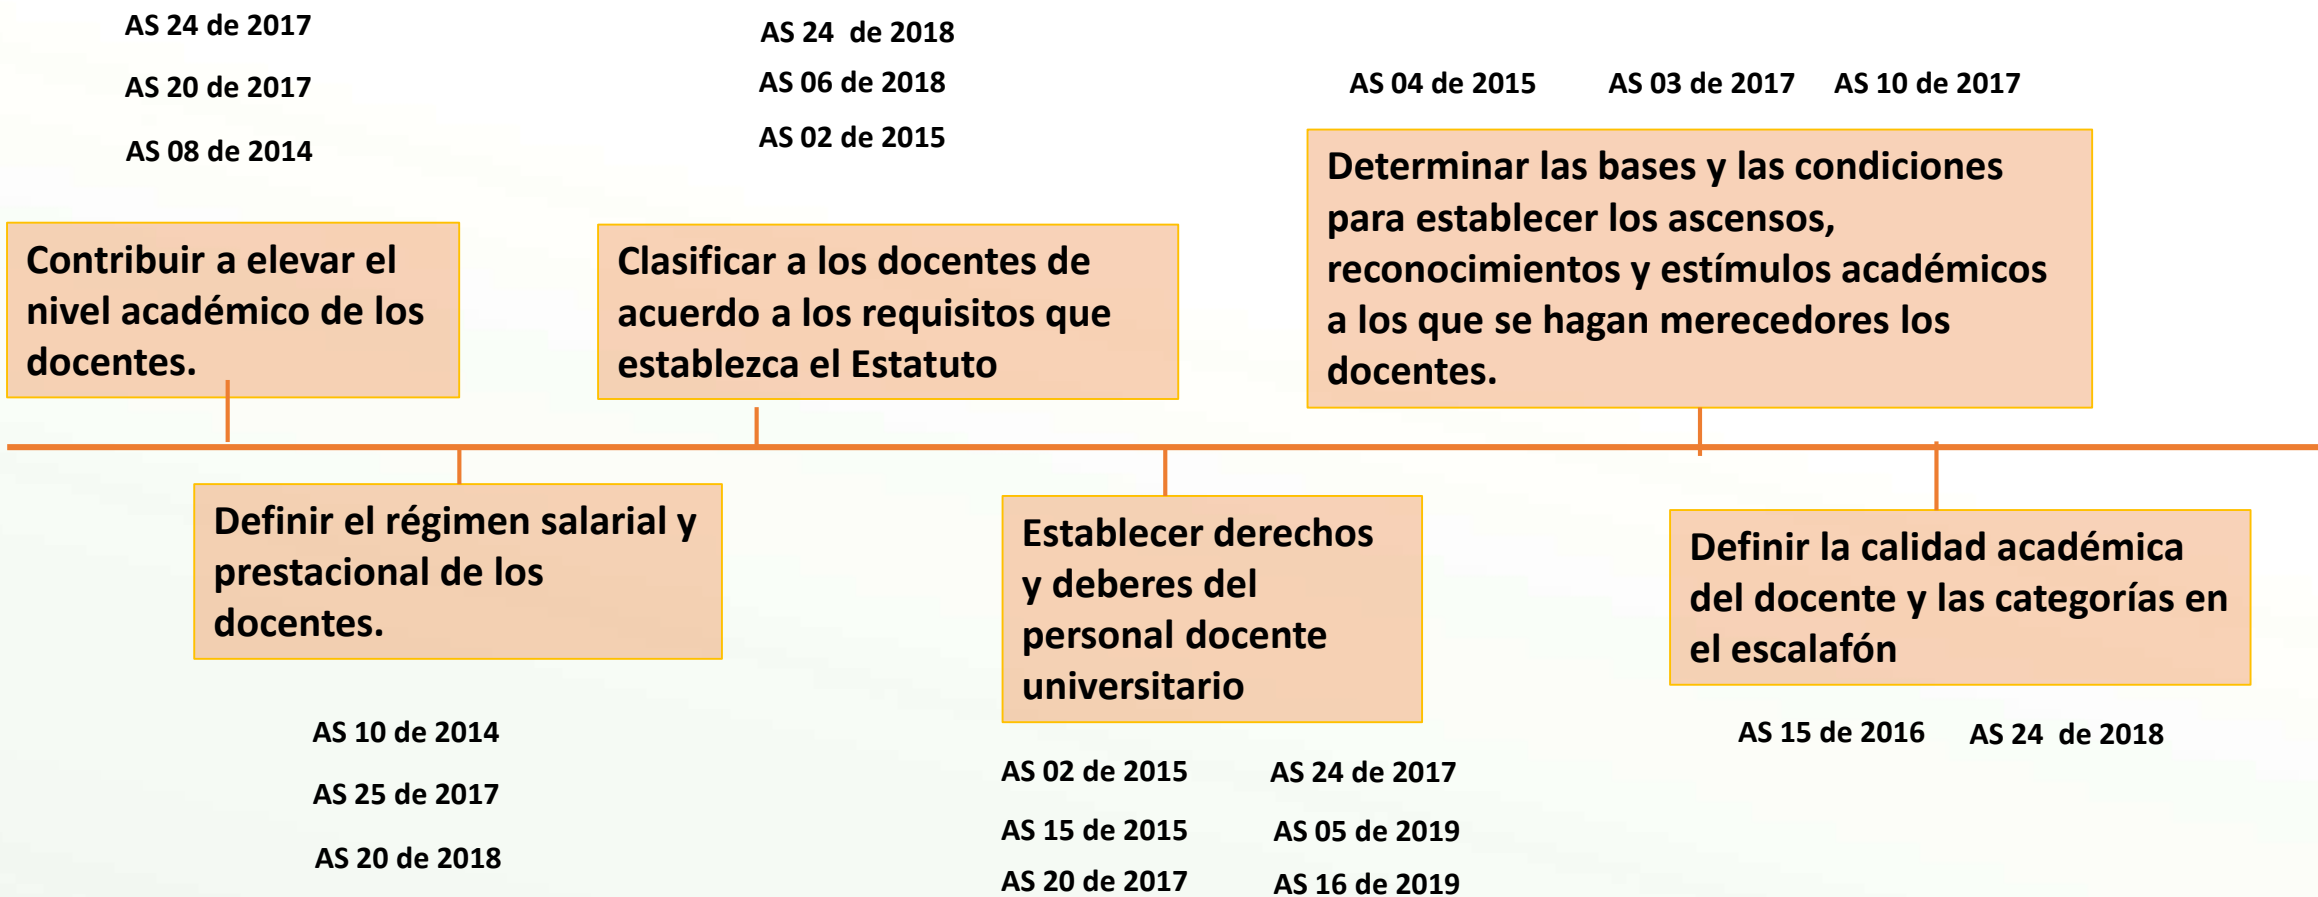 AS 24 de 2017
AS 20 de 2017
AS 08 de 2014
Contribuir a elevar el
nivel académico de los
docentes.
AS 24 de 2018
AS 06 de 2018
AS 02 de 2015
Clasificar a los docentes de
acuerdo a los requisitos que
establezca el Estatuto
AS 04 de 2015
AS 03 de 2017
AS 10 de 2017
Determinar las bases y las condiciones
para establecer los ascensos,
reconocimientos y estímulos académicos
a los que se hagan merecedores los
docentes.
Definir el régimen salarial y
prestacional de los
docentes.
AS 10 de 2014
AS 25 de 2017
AS 20 de 2018
Establecer derechos
y deberes del
personal docente
universitario
AS 02 de 2015
AS 24 de 2017
AS 15 de 2015
AS 05 de 2019
AS 20 de 2017
AS 16 de 2019
Definir la calidad académica
del docente y las categorías en
el escalafón
AS 15 de 2016
AS 24 de 2018